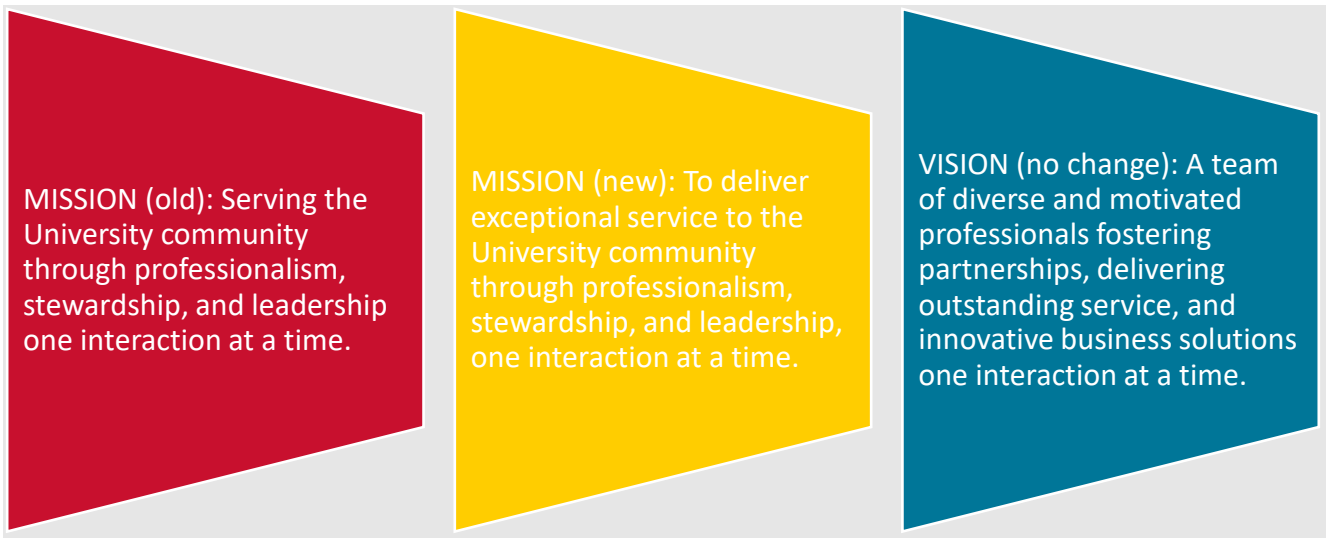 MISSION (old): Serving the
University community
through professionalism,
stewardship, and leadership
one interaction at a time.
MISSION (new): To deliver
exceptional service to the
University community
through professionalism,
stewardship, and leadership,
one interaction at a time.
VISION (no change): A team
of diverse and motivated
professionals fostering
partnerships, delivering
outstanding service, and
innovative business solutions
one interaction at a time.